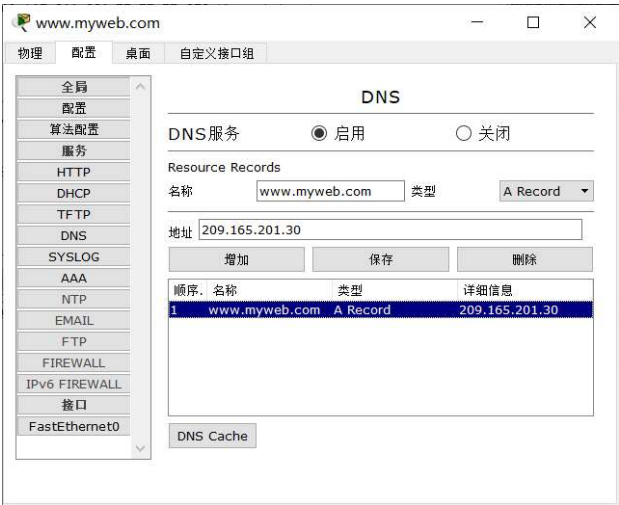 www.myweb.com
物理 配置 桌面 自定义接口组
全局
配置
算法配置
服务
HTTP
DHCP
TFTP
DNS
SYSLOG
AAA
NTP
EMAIL
FTP
FIREWALL
IPv6 FIREWALL
接口
FastEthernet0
DNS
DNS服务 启用 关闭
Resource Records
名称 www.myweb.com 类型 A Record
地址 209.165.201.30
增加 保存 删除
顺序. 名称 类型 详细信息
1 www.myweb.com A Record 209.165.201.30
DNS Cache